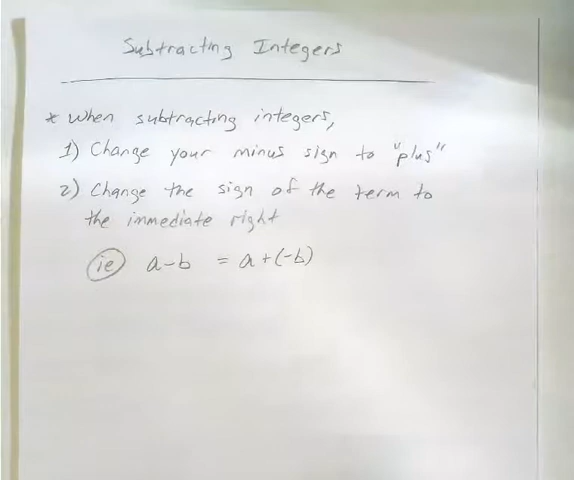 Subtracting Integers
* When subtracting integers,
1) Change your minus sign to "plus"
2) Change the sign of the term to
the immediate right
ie a-b = a+(-b)